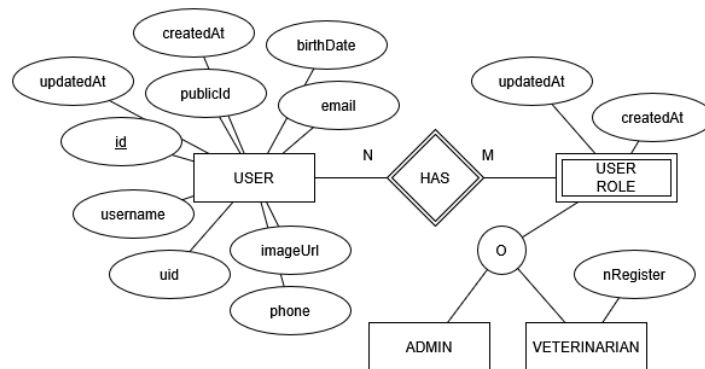 createdAt
birthDate
updatedAt
publicId
email
updatedAt
createdAt
id
N
M
USER
HAS
USER
ROLE
username
imageUrl
O
uid
nRegister
phone
ADMIN
VETERINARIAN